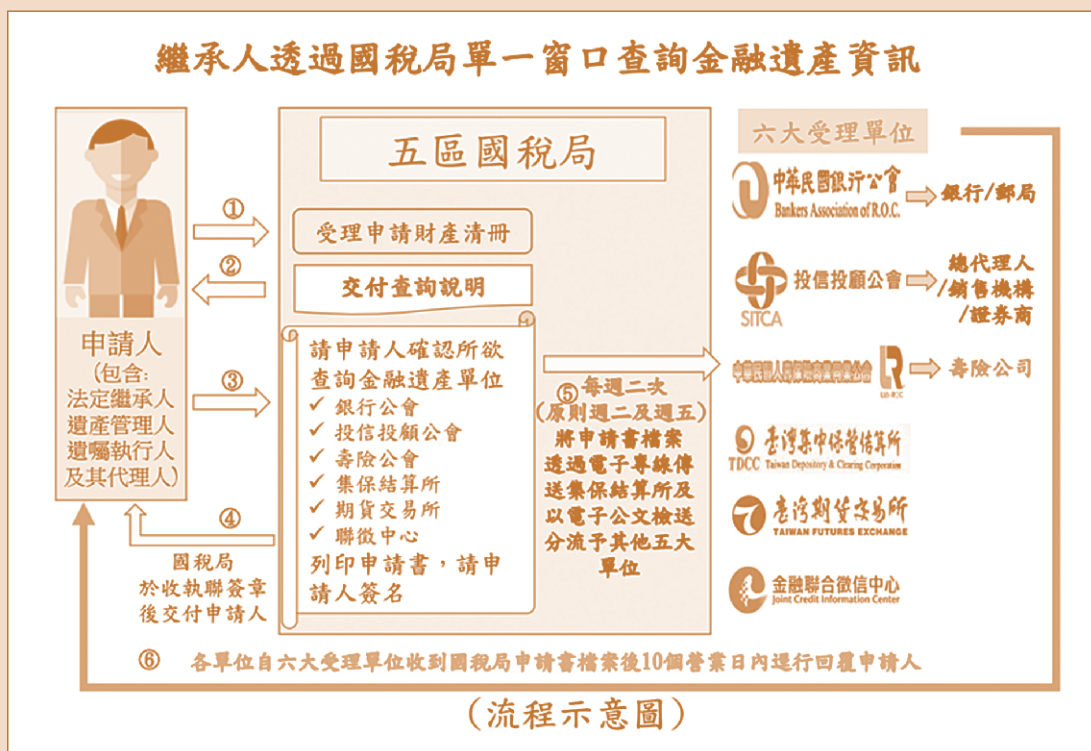 繼承人透過國稅局單一窗口查詢金融遺產資訊
申請人
(包含:
法定繼承人
遺產管理人
遺囑執行人
及其代理人)
①
②
③
④
國稅局
於收執聯簽章
後交付申請人
五區國稅局
受理申請財產清冊
交付查詢說明
請申請人確認所欲
查詢金融遺產單位
✓ 銀行公會
✓ 投信投顧公會
✓ 壽險公會
✓ 集保結算所
✓ 期貨交易所
✓ 聯徵中心
列印申請書，請申
請人簽名
⑤ 每週二次
(原則週二及週五)
將申請書檔案
透過電子專線傳
送集保結算所及
以電子公文檢送
分流予其他五大
單位
六大受理單位
中華民國銀行公會
Bankers Association of R.O.C.
銀行/郵局
投信投顧公會
SITCA
總代理人
/銷售機構
/證券商
中華民國人壽保險商業同業公會
LIA-ROC
壽險公司
臺灣集中保管結算所
TDCC Taiwan Depository & Clearing Corporation
臺灣期貨交易所
TAIWAN FUTURES EXCHANGE
金融聯合徵信中心
Joint Credit Information Center
⑥ 各單位自六大受理單位收到國稅局申請書檔案後10個營業日內逕行回覆申請人
(流程示意圖)